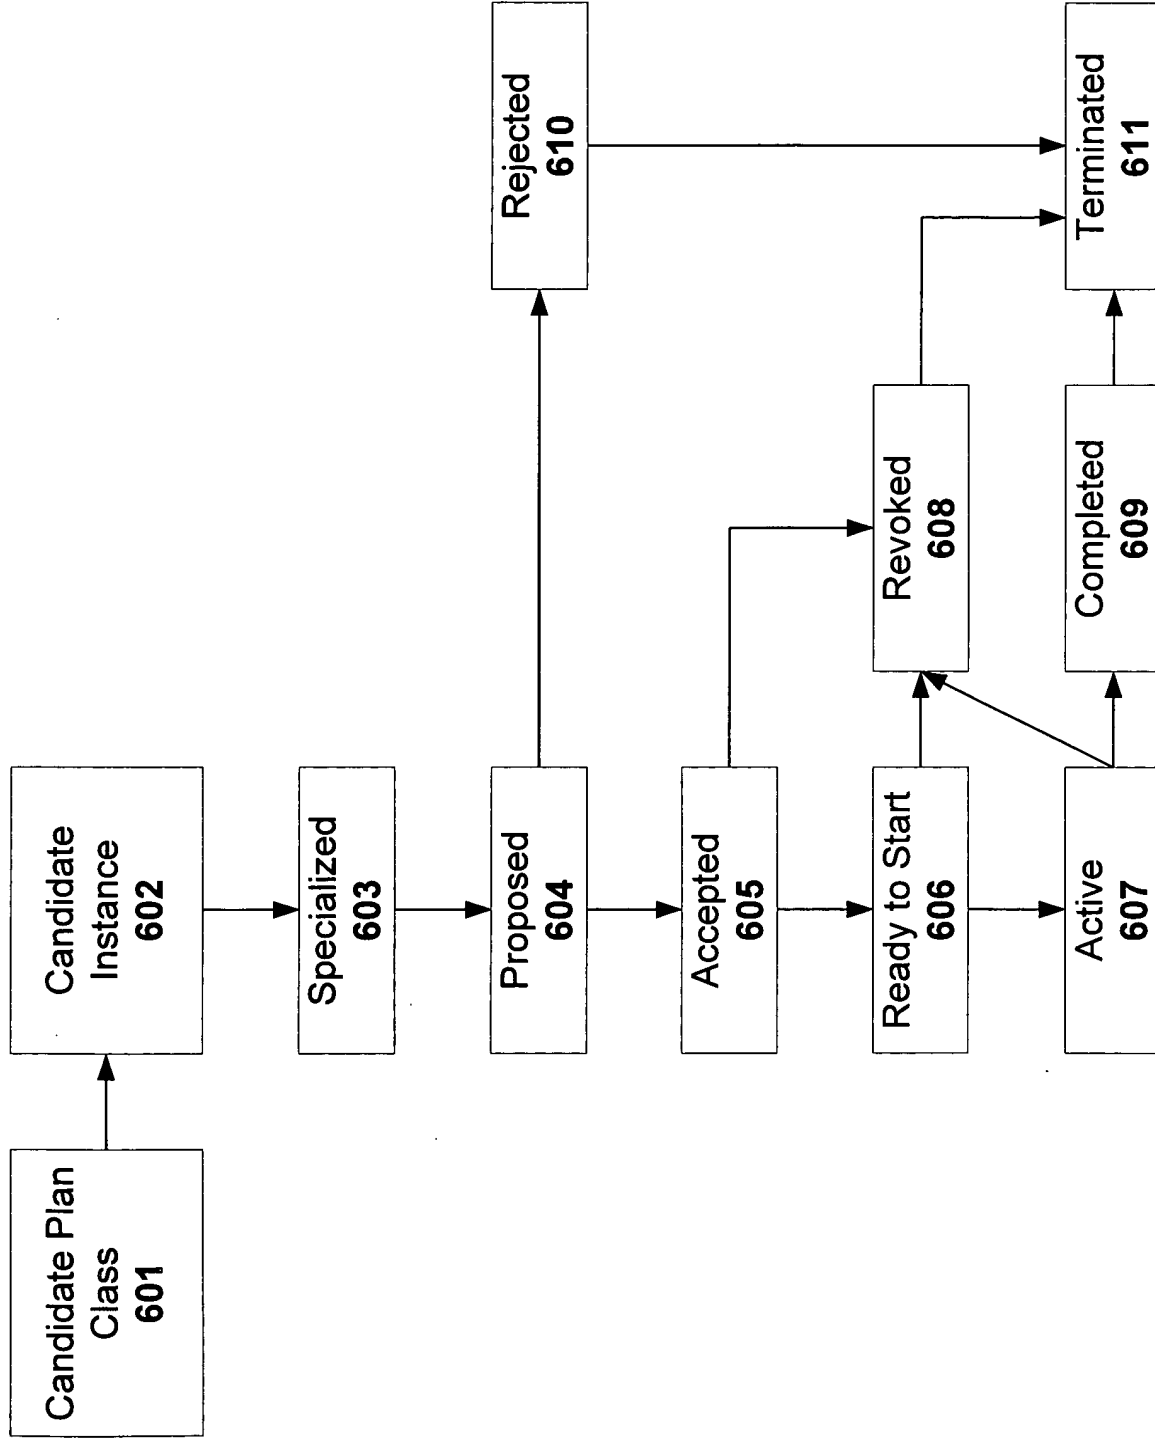 Candidate Plan
Class
601
Candidate
Instance
602
Specialized
603
Proposed
604
Accepted
605
Ready to Start
606
Active
607
Revoked
608
Completed
609
Rejected
610
Terminated
611